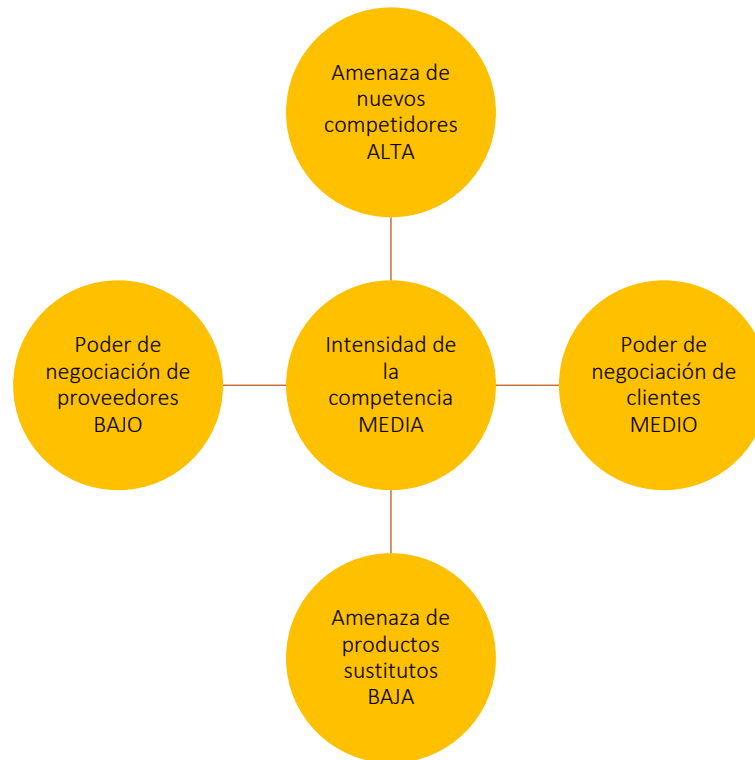 Amenaza de
nuevos
competidores
ALTA
Poder de
negociación de
proveedores
BAJO
Intensidad de
la
competencia
MEDIA
Poder de
negociación de
clientes
MEDIO
Amenaza de
productos
sustitutos
BAJA